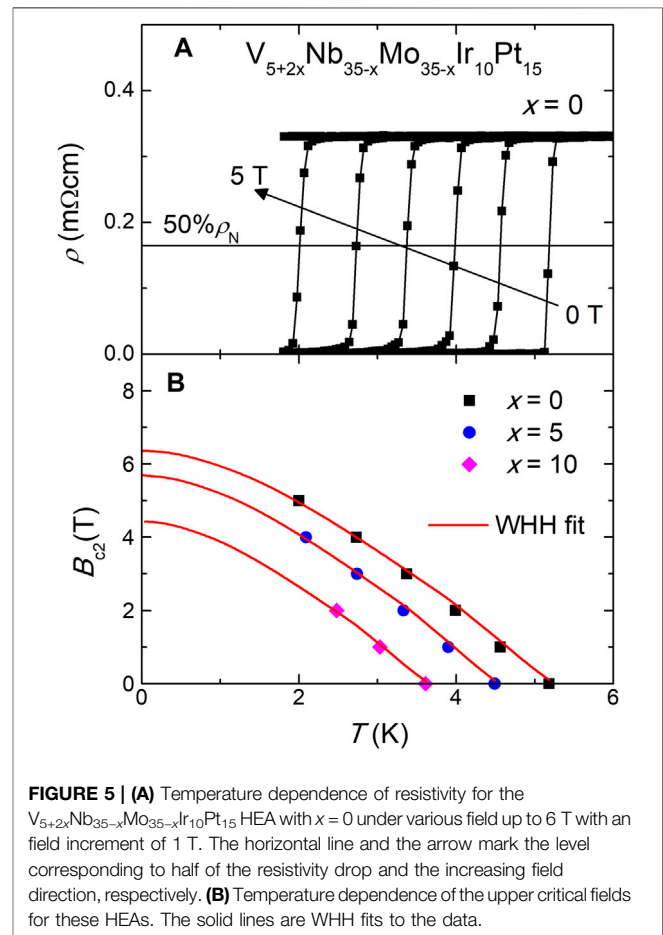 A
V5+2xNb35-xMo35-xIr10Pt15
x = 0
0.4
5 T
0.2
50%ρN
ρ (mΩcm)
0 T
0.0
B
8
x = 0
x = 5
6
x = 10
WHH fit
4
Bc2(T)
2
0
0 2 4 6
T (K)
FIGURE 5 | (A) Temperature dependence of resistivity for the
V5+2xNb35−xMo35−xIr10Pt15 HEA with x = 0 under various field up to 6 T with an
field increment of 1 T. The horizontal line and the arrow mark the level
corresponding to half of the resistivity drop and the increasing field
direction, respectively. (B) Temperature dependence of the upper critical fields
for these HEAs. The solid lines are WHH fits to the data.